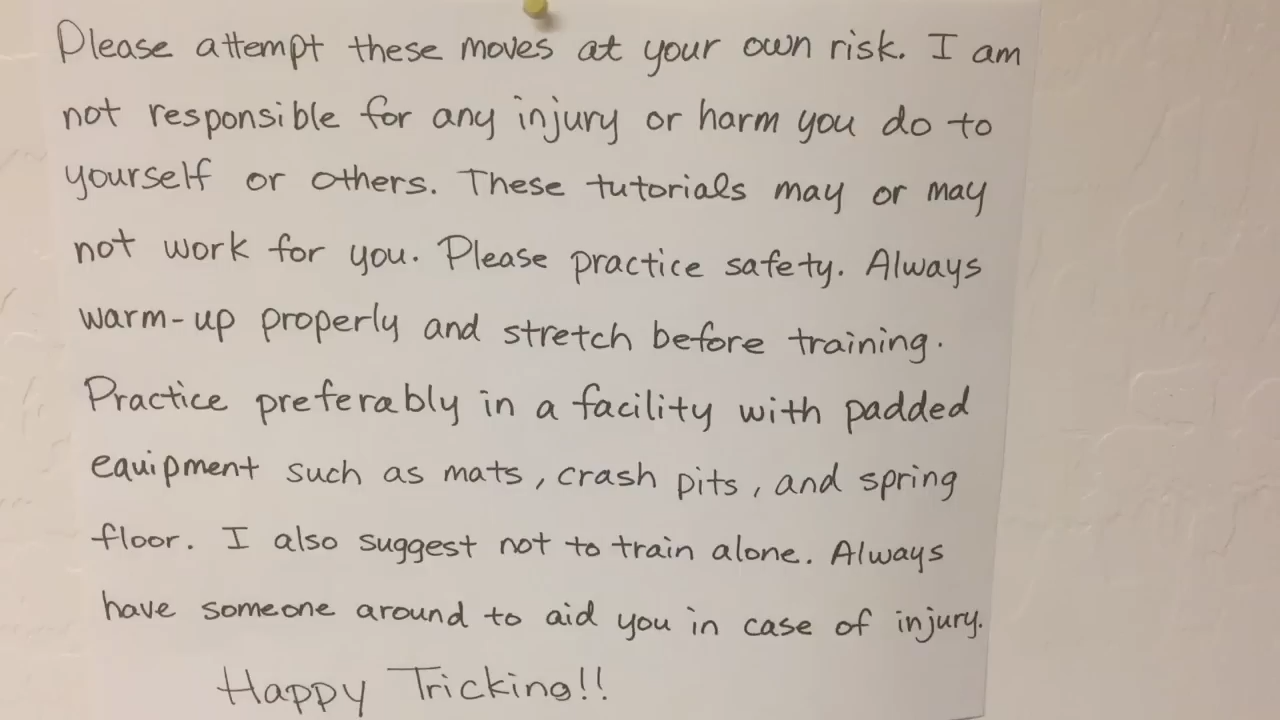 Please attempt these moves at your own risk. I am
not responsible for any injury or harm you do to
yourself or others. These tutorials may or may
not work for you. Please practice safety. Always
warm-up properly and stretch before training.
Practice preferably in a facility with padded
equipment such as mats, crash pits, and spring
floor. I also suggest not to train alone. Always
have someone around to aid you in case of injury.
Happy Tricking!!